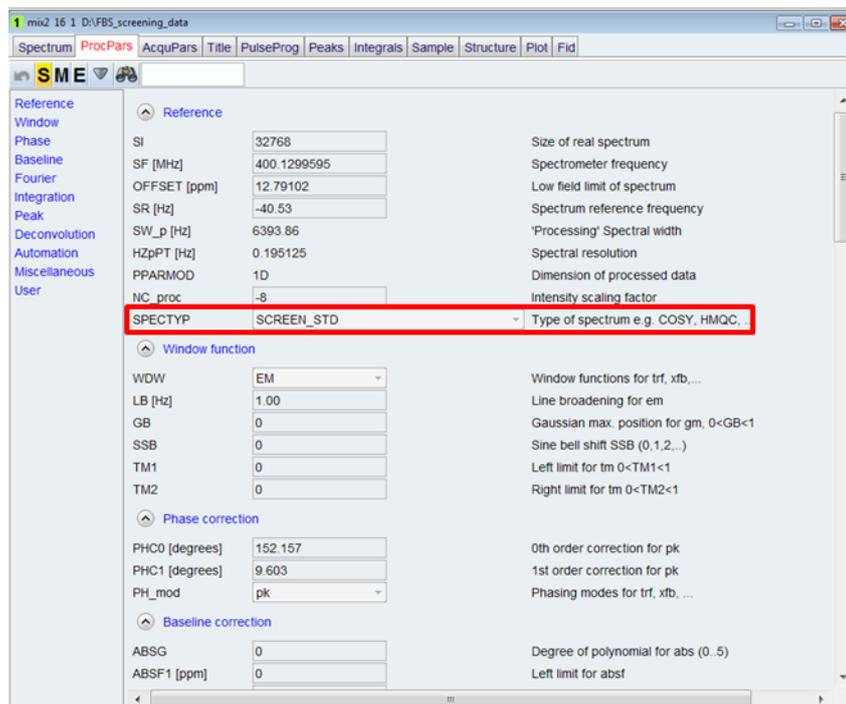 1 mix2 16 1 D:\FBS_screening_data
Spectrum ProcPars AcquPars Title PulseProg Peaks Integrals Sample Structure Plot Fid
S M E
Reference
Window
Phase
Baseline
Fourier
Integration
Peak
Deconvolution
Automation
Miscellaneous
User
Reference
SI 32768 Size of real spectrum
SF [MHz] 400.1299595 Spectrometer frequency
OFFSET [ppm] 12.79102 Low field limit of spectrum
SR [Hz] -40.53 Spectrum reference frequency
SW_p [Hz] 6393.86 'Processing' Spectral width
HZpPT [Hz] 0.195125 Spectral resolution
PPARMOD 1D Dimension of processed data
NC_proc -8 Intensity scaling factor
SPECTYP SCREEN_STD Type of spectrum e.g. COSY, HMQC, ..
Window function
WDW EM Window functions for trf, xfb,...
LB [Hz] 1.00 Line broadening for em
GB 0 Gaussian max. position for gm, 0<GB<1
SSB 0 Sine bell shift SSB (0,1,2,..)
TM1 0 Left limit for tm 0<TM1<1
TM2 0 Right limit for tm 0<TM2<1
Phase correction
PHC0 [degrees] 152.157 0th order correction for pk
PHC1 [degrees] 9.603 1st order correction for pk
PH_mod pk Phasing modes for trf, xfb, ...
Baseline correction
ABSG 0 Degree of polynomial for abs (0..5)
ABSF1 [ppm] 0 Left limit for absf